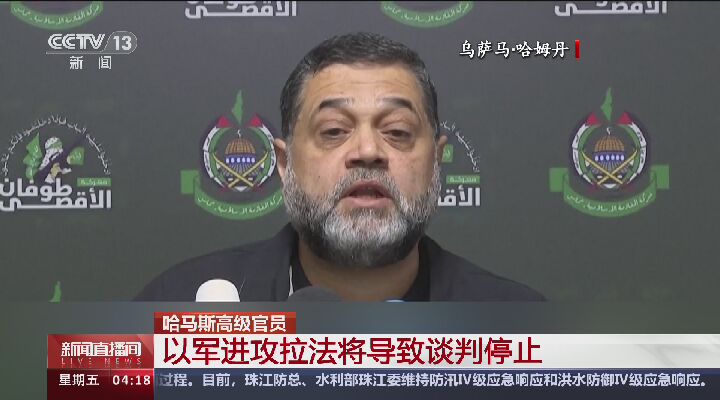 الأقصى
الأقصى
CCTV 13
新闻
乌萨马·哈姆丹
معركة
طوفان
الأقصى
الأقصى
哈马斯高级官员
新闻直播间
LIVE NEWS
以军进攻拉法将导致谈判停止
星期五 04:18 过程。目前，珠江防总、水利部珠江委维持防汛Ⅳ级应急响应和洪水防御Ⅳ级应急响应。